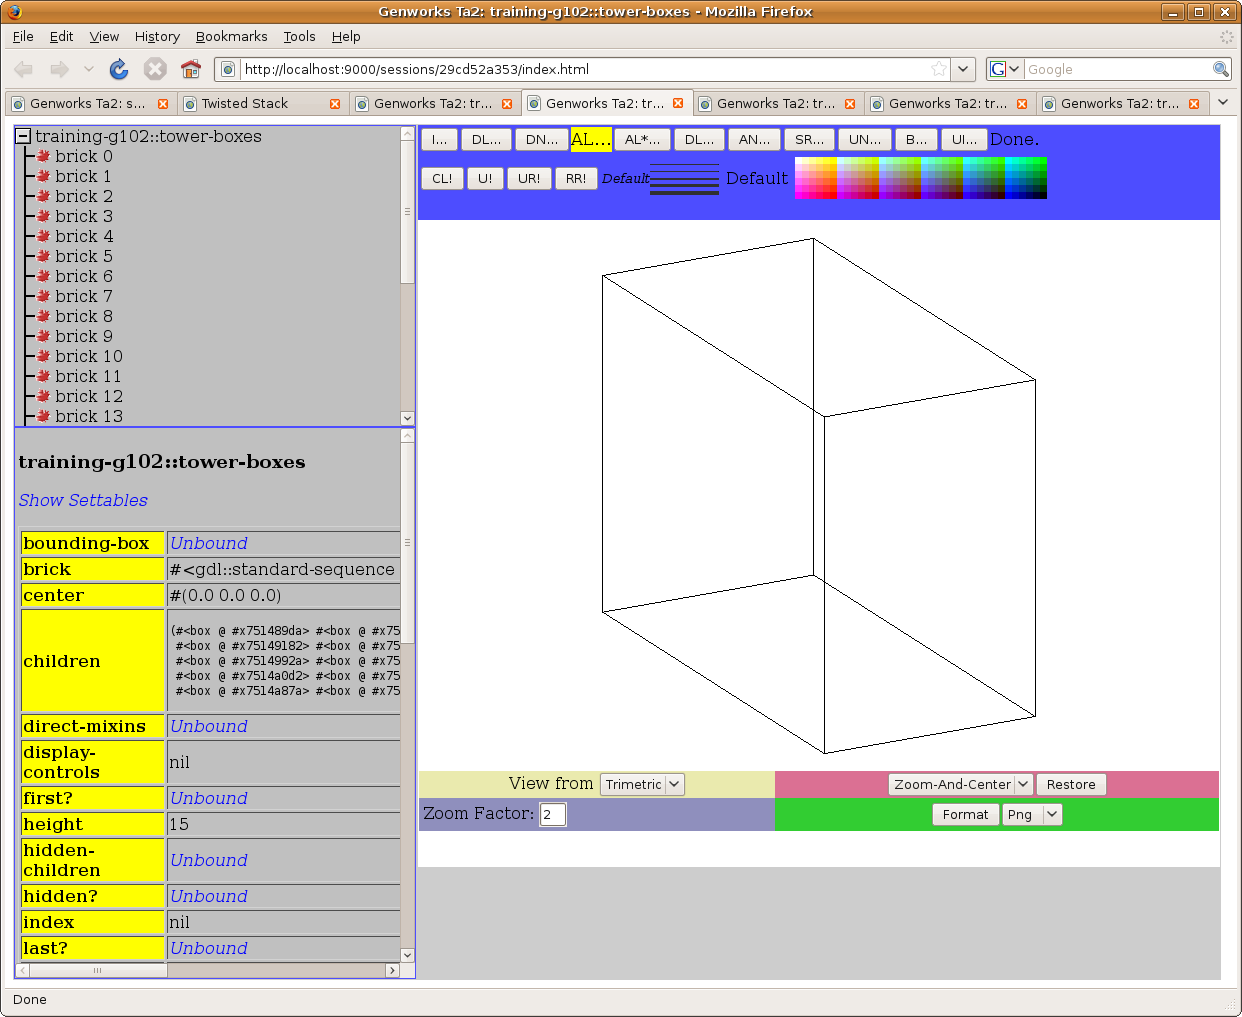 Genworks Ta2: training-g102::tower-boxes - Mozilla Firefox
File Edit View History Bookmarks Tools Help
http://localhost:9000/sessions/29cd52a353/index.html
G Google
Genworks Ta2: s... Twisted Stack Genworks Ta2: tr... Genworks Ta2: tr... Genworks Ta2: tr... Genworks Ta2: tr... Genworks Ta2: tr...
training-g102::tower-boxes
brick 0
brick 1
brick 2
brick 3
brick 4
brick 5
brick 6
brick 7
brick 8
brick 9
brick 10
brick 11
brick 12
brick 13
training-g102::tower-boxes
Show Settables
bounding-box Unbound
brick #<gdl::standard-sequence
center #(0.0 0.0 0.0)
children
(#<box @ #x751489da> #<box @ #x75
#<box @ #x75149182> #<box @ #x75
#<box @ #x7514992a> #<box @ #x75
#<box @ #x7514a0d2> #<box @ #x75
#<box @ #x7514a87a> #<box @ #x75
direct-mixins Unbound
display-
controls nil
first? Unbound
height 15
hidden-
children Unbound
hidden? Unbound
index nil
last? Unbound
I... DL... DN... AL... AL*... DL... AN... SR... UN... B... UI... Done.
CL! U! UR! RR! Default Default
View from Trimetric Zoom-And-Center Restore
Zoom Factor: 2 Format Png
Done